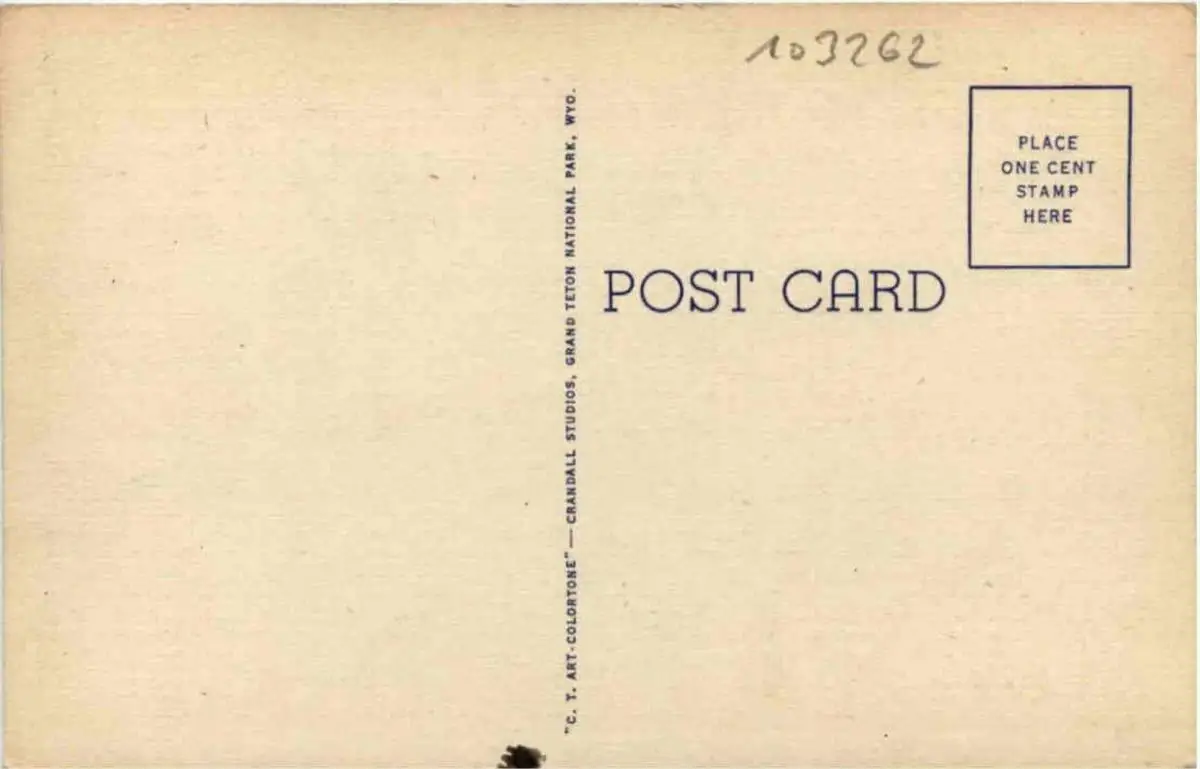 103262
PLACE
ONE CENT
STAMP
HERE
POST CARD
"C. T. ART-COLORTONE"—CRANDALL STUDIOS, GRAND TETON NATIONAL PARK, WYO.